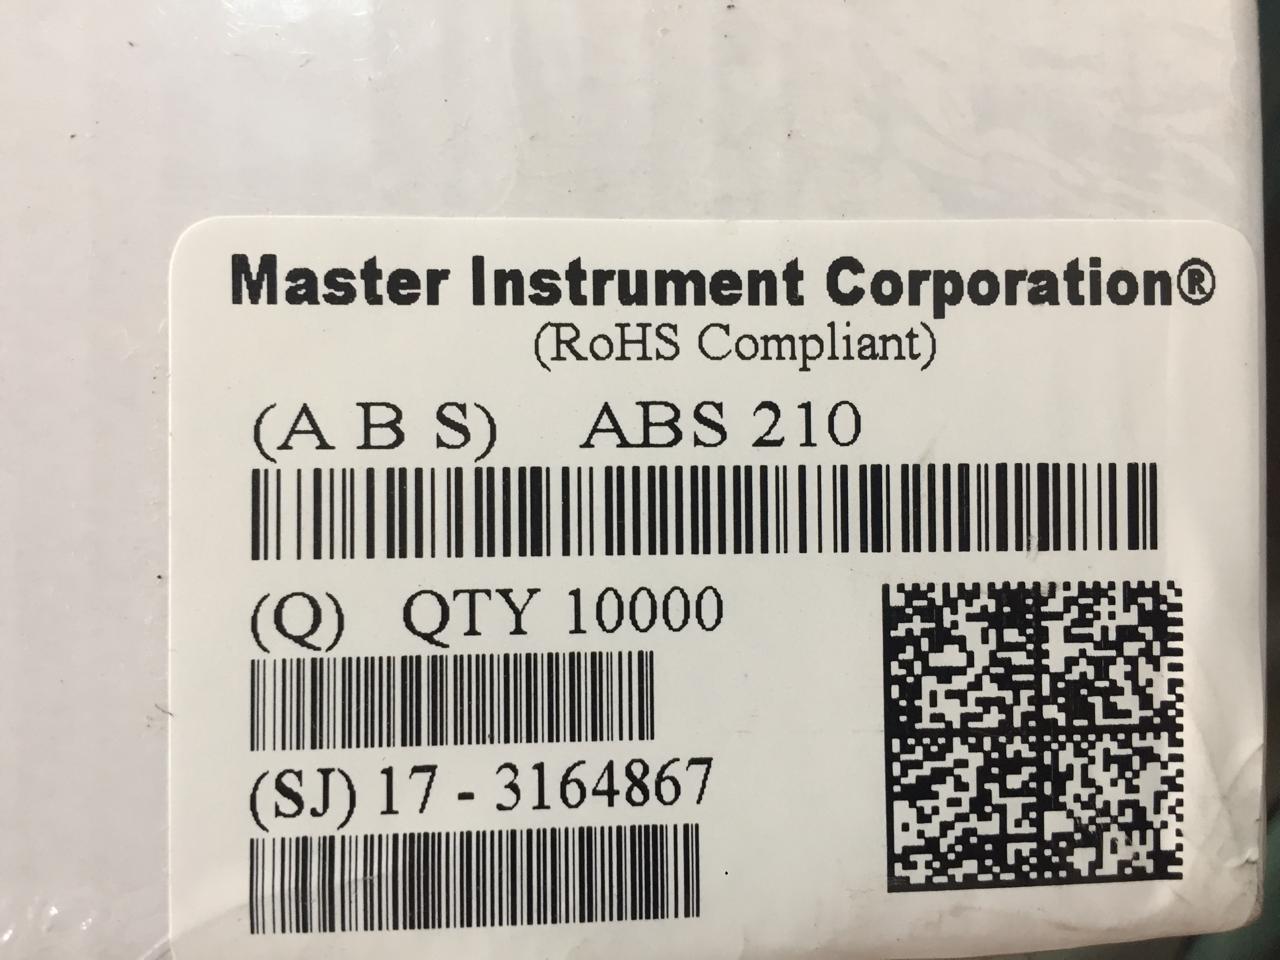 Master Instrument Corporation®
(RoHS Compliant)
(A B S) ABS 210
(Q) QTY 10000
(SJ) 17 - 3164867